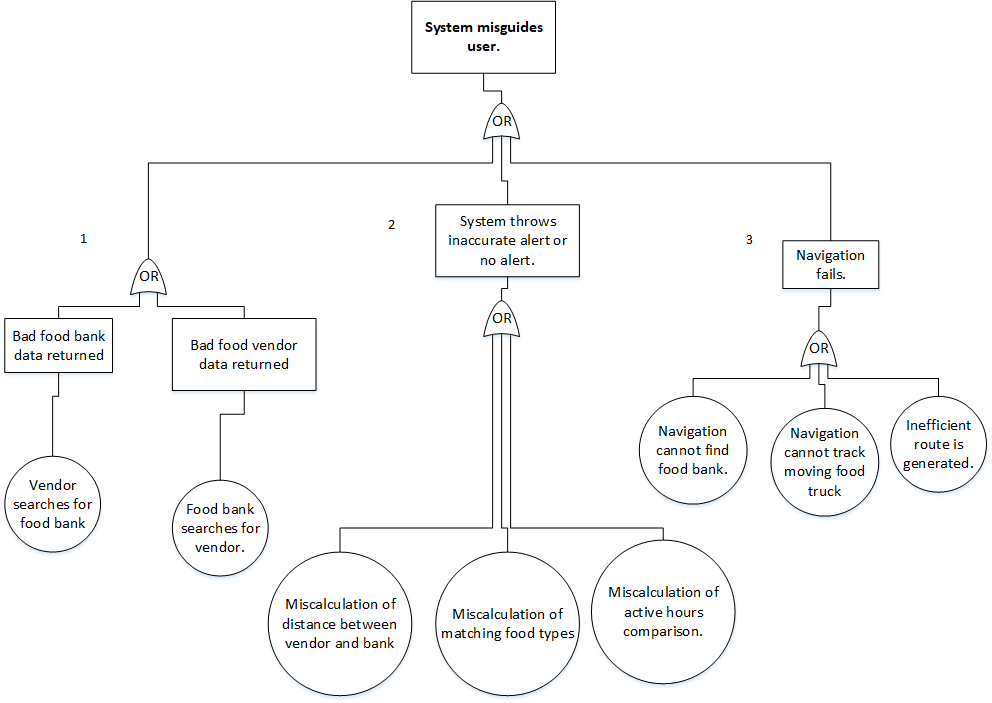 System misguides
user.
OR
1
2
3
System throws
inaccurate alert or
no alert.
Navigation
fails.
OR
OR
OR
Bad food bank
data returned
Bad food vendor
data returned
Navigation
cannot find
food bank.
Navigation
cannot track
moving food
truck
Inefficient
route is
generated.
Vendor
searches for
food bank
Food bank
searches for
vendor.
Miscalculation of
distance between
vendor and bank
Miscalculation of
matching food types
Miscalculation of
active hours
comparison.